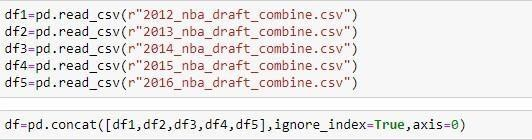 df1=pd.read_csv(r"2012_nba_draft_combine.csv")
df2=pd.read_csv(r"2013_nba_draft_combine.csv")
df3=pd.read_csv(r"2014_nba_draft_combine.csv")
df4=pd.read_csv(r"2015_nba_draft_combine.csv")
df5=pd.read_csv(r"2016_nba_draft_combine.csv")
df=pd.concat([df1,df2,df3,df4,df5],ignore_index=True,axis=0)